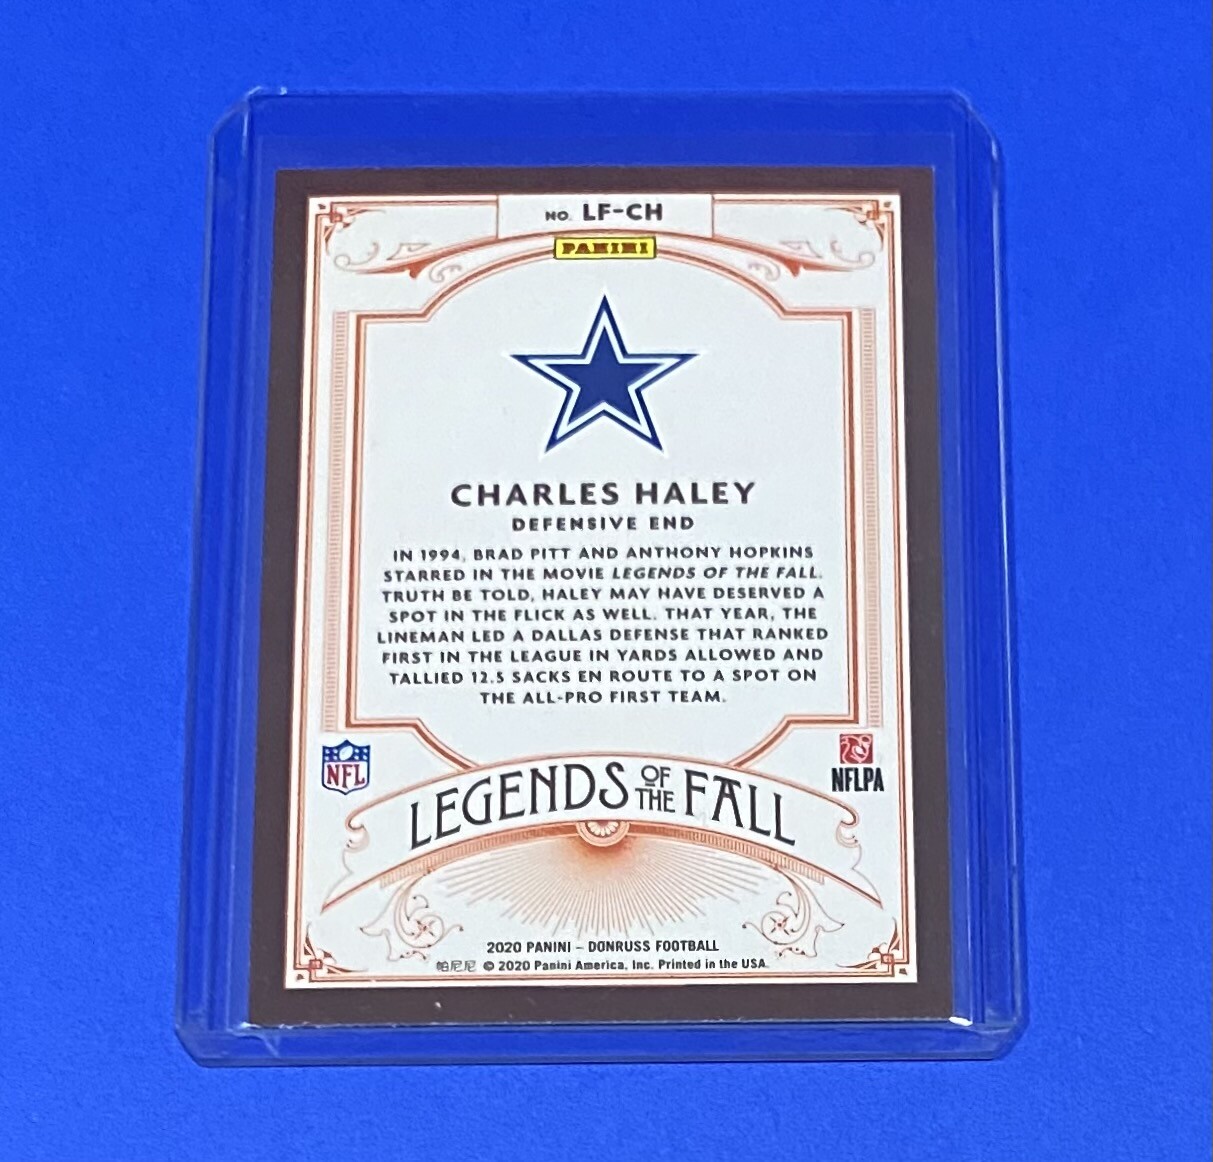 NO. LF-CH
PANINI
CHARLES HALEY
DEFENSIVE END
IN 1994, BRAD PITT AND ANTHONY HOPKINS
STARRED IN THE MOVIE LEGENDS OF THE FALL.
TRUTH BE TOLD, HALEY MAY HAVE DESERVED A
SPOT IN THE FLICK AS WELL. THAT YEAR, THE
LINEMAN LED A DALLAS DEFENSE THAT RANKED
FIRST IN THE LEAGUE IN YARDS ALLOWED AND
TALLIED 12.5 SACKS EN ROUTE TO A SPOT ON
THE ALL-PRO FIRST TEAM.
NFL
NFLPA
LEGENDS OF THE FALL
2020 PANINI – DONRUSS FOOTBALL
帕尼尼 © 2020 Panini America, Inc. Printed in the USA.